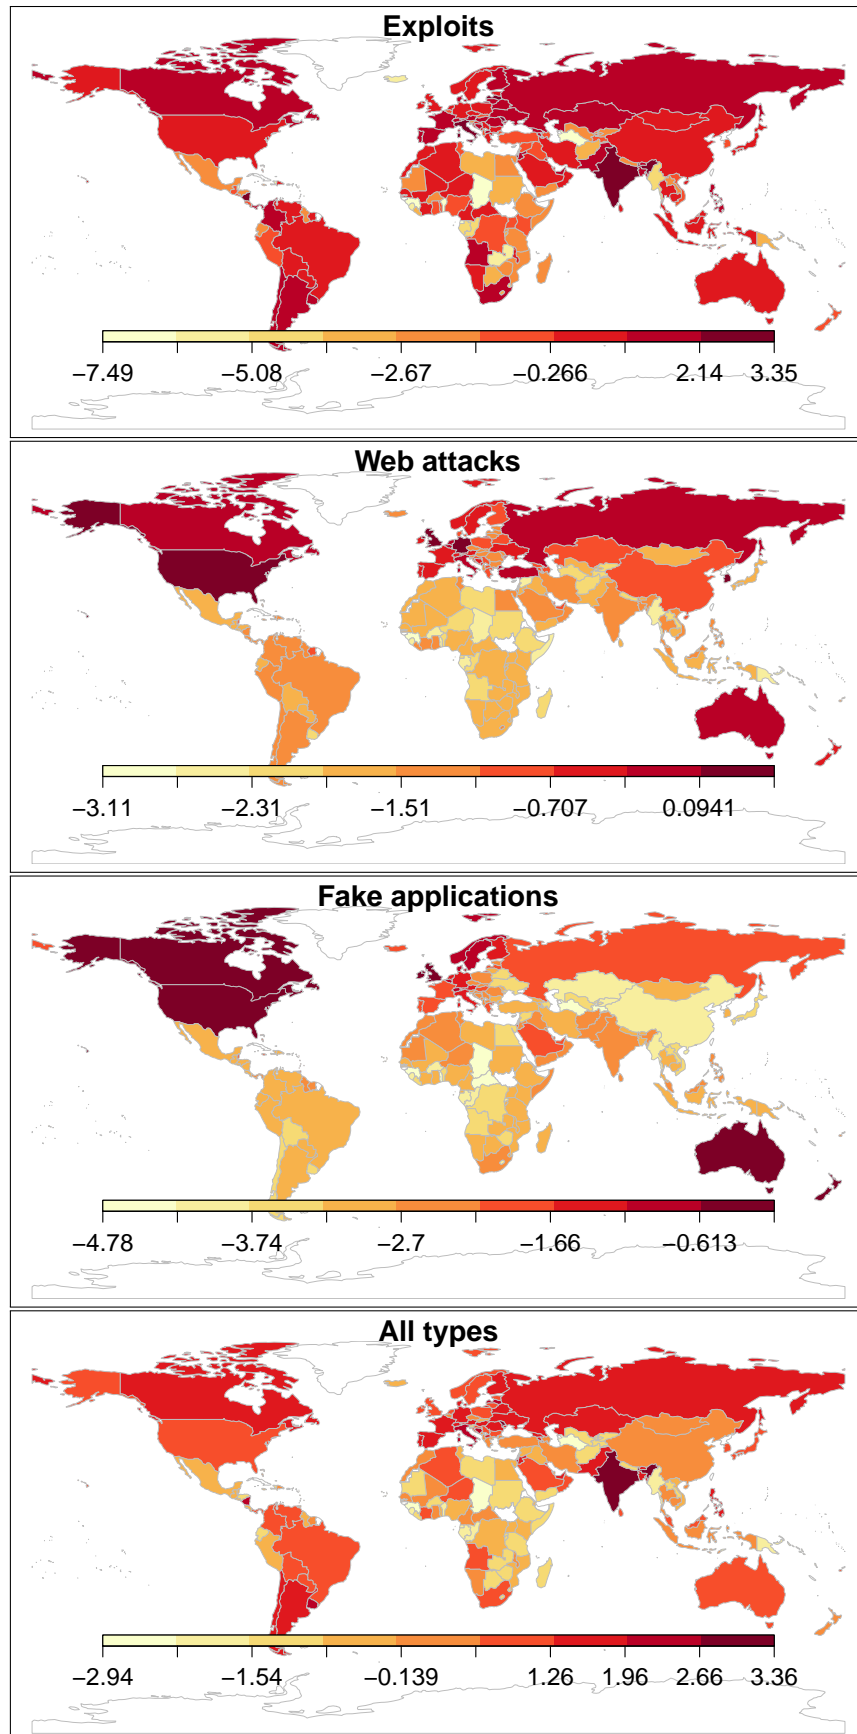 Exploits
−7.49 −5.08 −2.67 −0.266 2.14 3.35
Web attacks
−3.11 −2.31 −1.51 −0.707 0.0941
Fake applications
−4.78 −3.74 −2.7 −1.66 −0.613
All types
−2.94 −1.54 −0.139 1.26 1.96 2.66 3.36